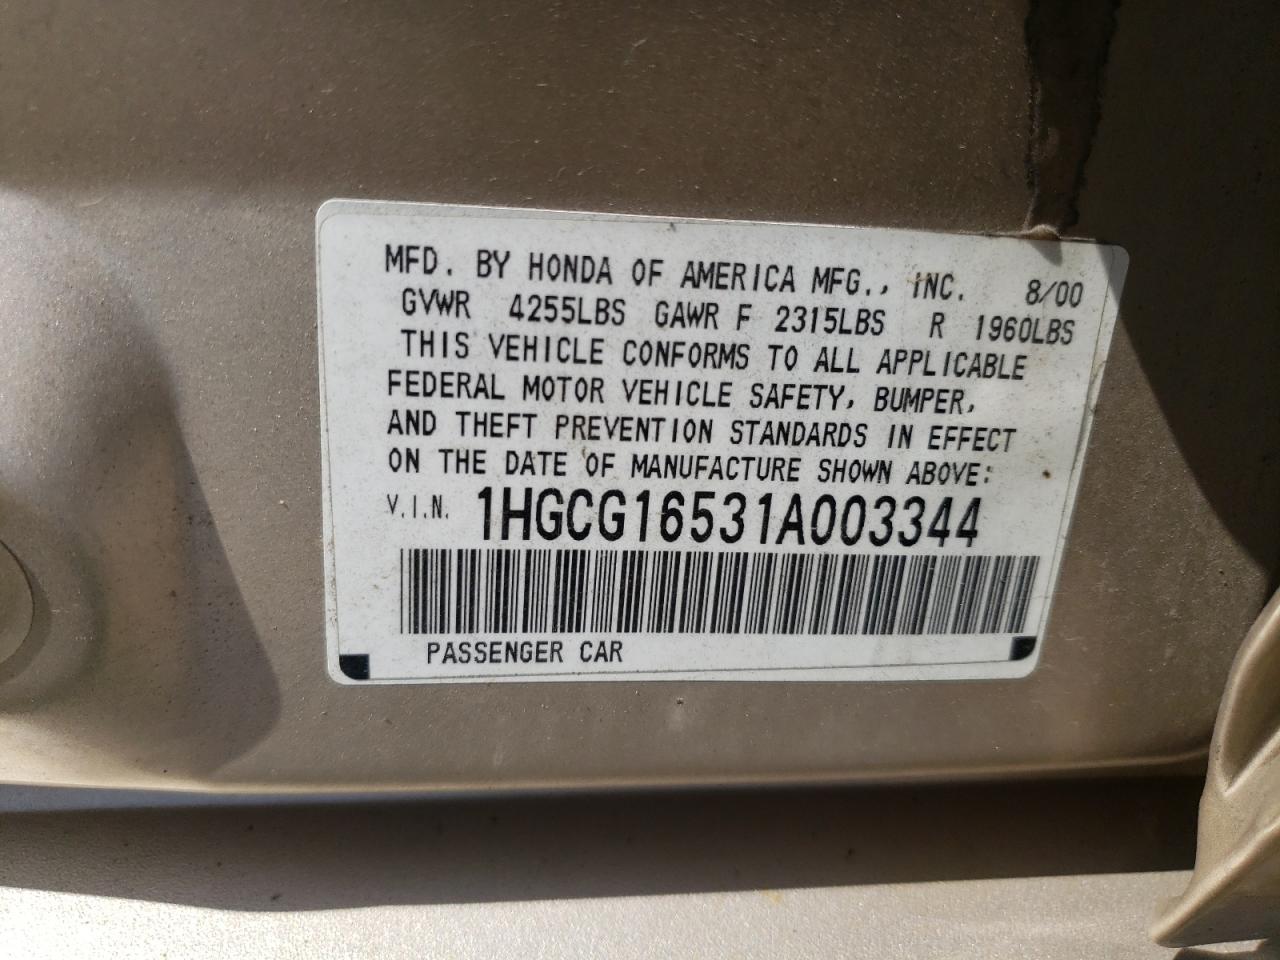 MFD. BY HONDA OF AMERICA MFG., INC. 8/00
GVWR 4255LBS GAWR F 2315LBS R 1960LBS
THIS VEHICLE CONFORMS TO ALL APPLICABLE
FEDERAL MOTOR VEHICLE SAFETY, BUMPER,
AND THEFT PREVENTION STANDARDS IN EFFECT
ON THE DATE OF MANUFACTURE SHOWN ABOVE:
V.I.N. 1HGCG16531A003344
PASSENGER CAR